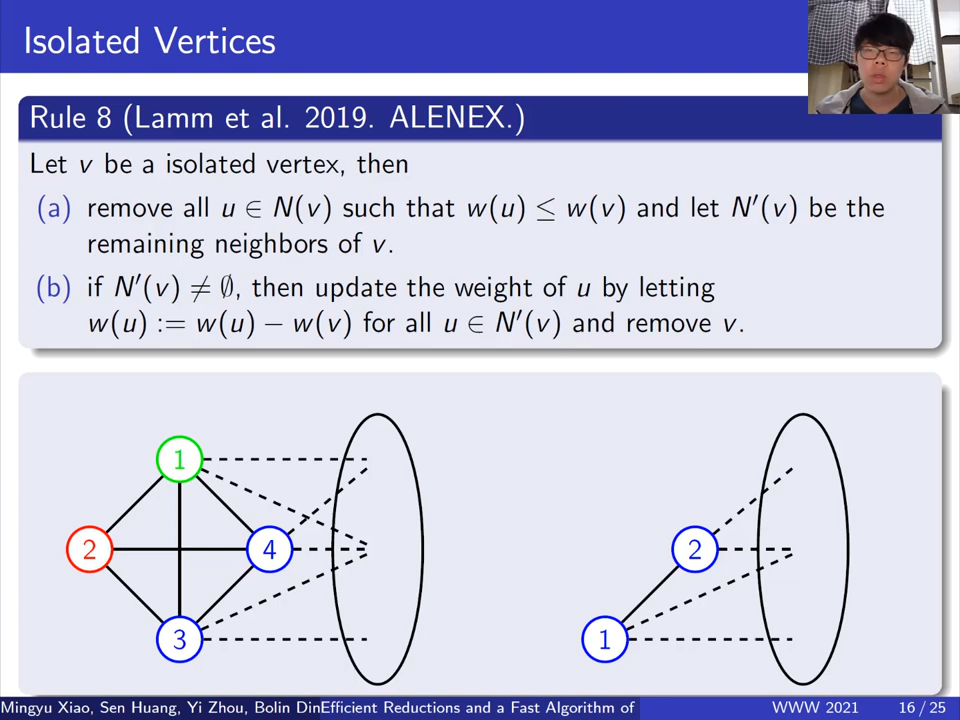 Isolated Vertices
Rule 8 (Lamm et al. 2019. ALENEX.)
Let v be a isolated vertex, then
(a) remove all u ∈ N(v) such that w(u) ≤ w(v) and let N′(v) be the
remaining neighbors of v.
(b) if N′(v) ≠ ∅, then update the weight of u by letting
w(u) := w(u) − w(v) for all u ∈ N′(v) and remove v.
1
2
4
3
2
1
Mingyu Xiao, Sen Huang, Yi Zhou, Bolin DinEfficient Reductions and a Fast Algorithm of
WWW 2021
16 / 25